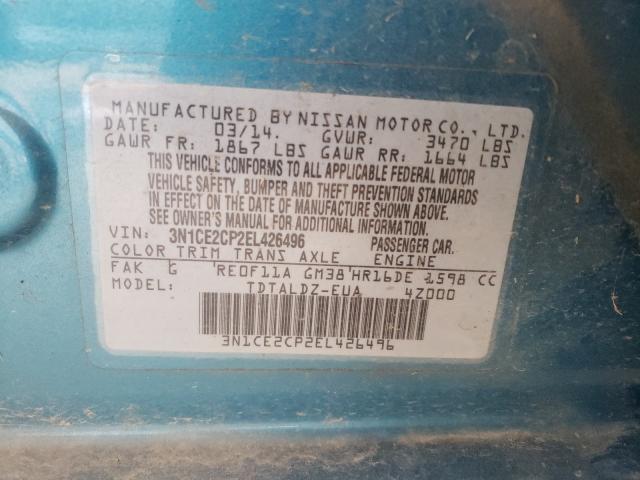 MANUFACTURED BY NISSAN MOTOR CO., LTD.
DATE: 03/14. GVWR: 3470 LBS
GAWR FR: 1867 LBS GAWR RR: 1664 LBS
THIS VEHICLE CONFORMS TO ALL APPLICABLE FEDERAL MOTOR
VEHICLE SAFETY, BUMPER AND THEFT PREVENTION STANDARDS
IN EFFECT ON THE DATE OF MANUFACTURE SHOWN ABOVE.
SEE OWNER'S MANUAL FOR ADDITIONAL INFORMATION.
VIN: 3N1CE2CP2EL426496 PASSENGER CAR.
COLOR TRIM TRANS AXLE ENGINE
FAK G RE0F11A GM38 HR16DE 1598 CC
MODEL: TDTALDZ-EUA 4Z000
3N1CE2CP2EL426496